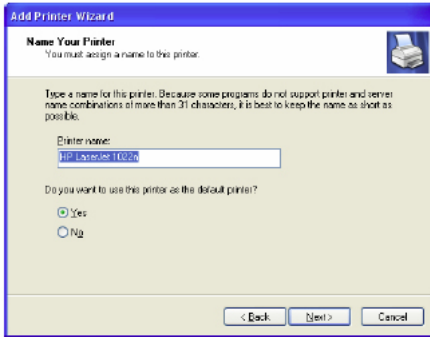 Add Printer Wizard
Name Your Printer
You must assign a name to this printer.
Type a name for this printer. Because some programs do not support printer and server
name combinations of more than 31 characters, it is best to keep the name as short as
possible.
Printer name:
HP LaserJet 1022n
Do you want to use this printer as the default printer?
Yes
No
< Back
Next >
Cancel